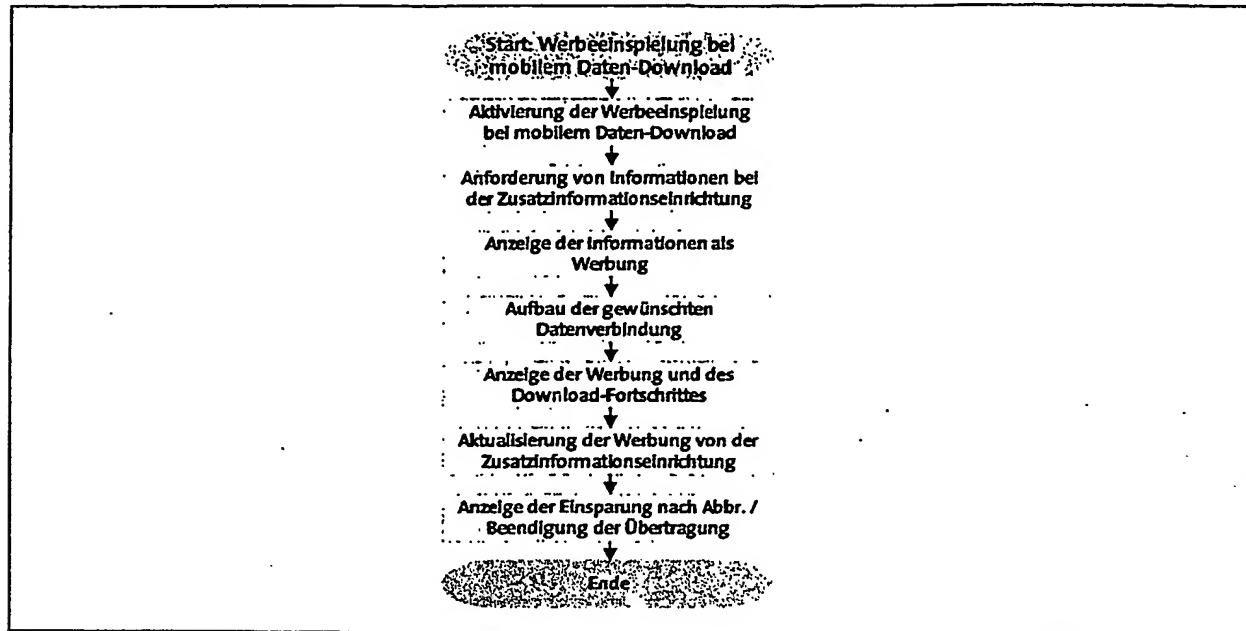 Start: Werbeeinspielung bei
mobilem Daten-Download
Aktivierung der Werbeeinspielung
bei mobilem Daten-Download
Anforderung von Informationen bei
der Zusatzinformationseinrichtung
Anzeige der Informationen als
Werbung
Aufbau der gewünschten
Datenverbindung
Anzeige der Werbung und des
Download-Fortschrittes
Aktualisierung der Werbung von der
Zusatzinformationseinrichtung
Anzeige der Einsparung nach Abbr. /
Beendigung der Übertragung
Ende